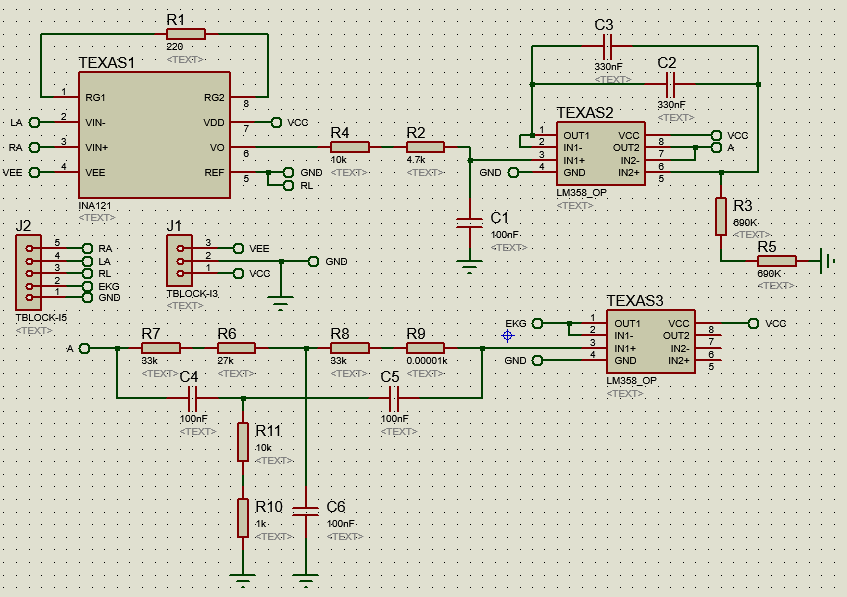 R1
220
<TEXT>
TEXAS1
1 RG1 RG2 8
LA 2 VIN- VDD 7 VCC
RA 3 VIN+ VO 6
VEE 4 VEE REF 5 GND
RL
INA121
<TEXT>
R4
10k
<TEXT>
R2
4.7k
<TEXT>
C1
100nF
<TEXT>
C3
330nF
<TEXT>
C2
330nF
<TEXT>
TEXAS2
1 OUT1 VCC 8 VCC
2 IN1- OUT2 7 A
3 IN1+ IN2- 6
GND 4 GND IN2+ 5
LM358_OP
<TEXT>
R3
690K
<TEXT>
R5
690K
<TEXT>
J2
5 RA
4 LA
3 RL
2 EKG
1 GND
TBLOCK-I5
<TEXT>
J1
3 VEE
2 GND
1 VCC
TBLOCK-I3
<TEXT>
TEXAS3
EKG 1 OUT1 VCC 8 VCC
2 IN1- OUT2 7
3 IN1+ IN2- 6
GND 4 GND IN2+ 5
LM358_OP
<TEXT>
A
R7
33k
<TEXT>
R6
27k
<TEXT>
R8
33k
<TEXT>
R9
0.00001k
<TEXT>
C4
100nF
<TEXT>
C5
100nF
<TEXT>
R11
10k
<TEXT>
R10
1k
<TEXT>
C6
100nF
<TEXT>